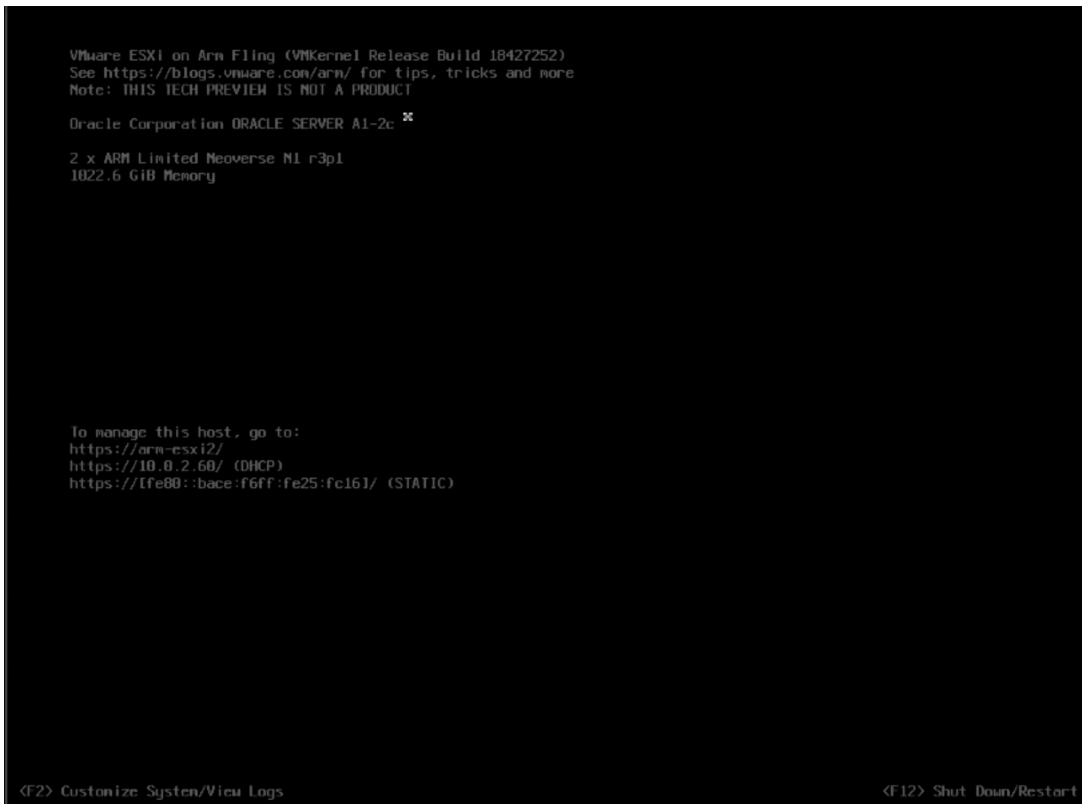 VMware ESXi on Arm Fling (VMKernel Release Build 18427252)
See https://blogs.vmware.com/arm/ for tips, tricks and more
Note: THIS TECH PREVIEW IS NOT A PRODUCT
Oracle Corporation ORACLE SERVER A1-2c
2 x ARM Limited Neoverse N1 r3p1
1022.6 GiB Memory
To manage this host, go to:
https://arm-esxi2/
https://10.0.2.60/ (DHCP)
https://[fe80::bace:f6ff:fe25:fc16]/ (STATIC)
<F2> Customize System/View Logs
<F12> Shut Down/Restart